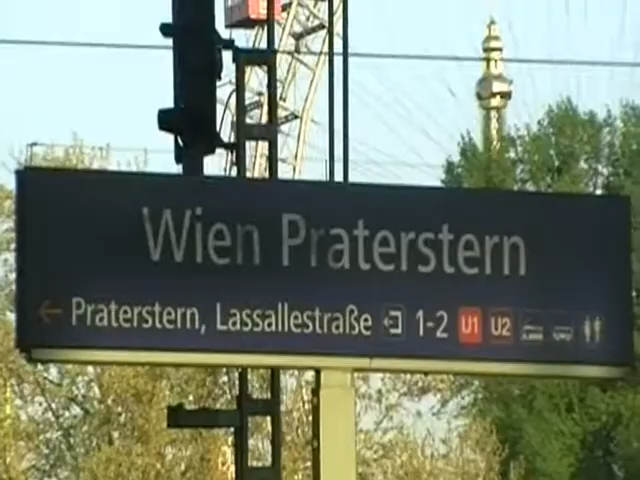 Wien Praterstern
← Praterstern, Lassallestraße 1-2 U1 U2